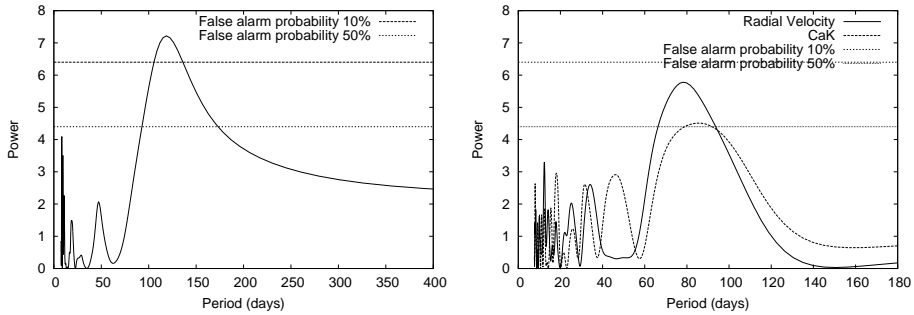 False alarm probability 10%
False alarm probability 50%
8
7
6
5
4
3
2
1
0
Power
0 50 100 150 200 250 300 350 400
Period (days)
Radial Velocity
CaK
False alarm probability 10%
False alarm probability 50%
8
7
6
5
4
3
2
1
0
Power
0 20 40 60 80 100 120 140 160 180
Period (days)